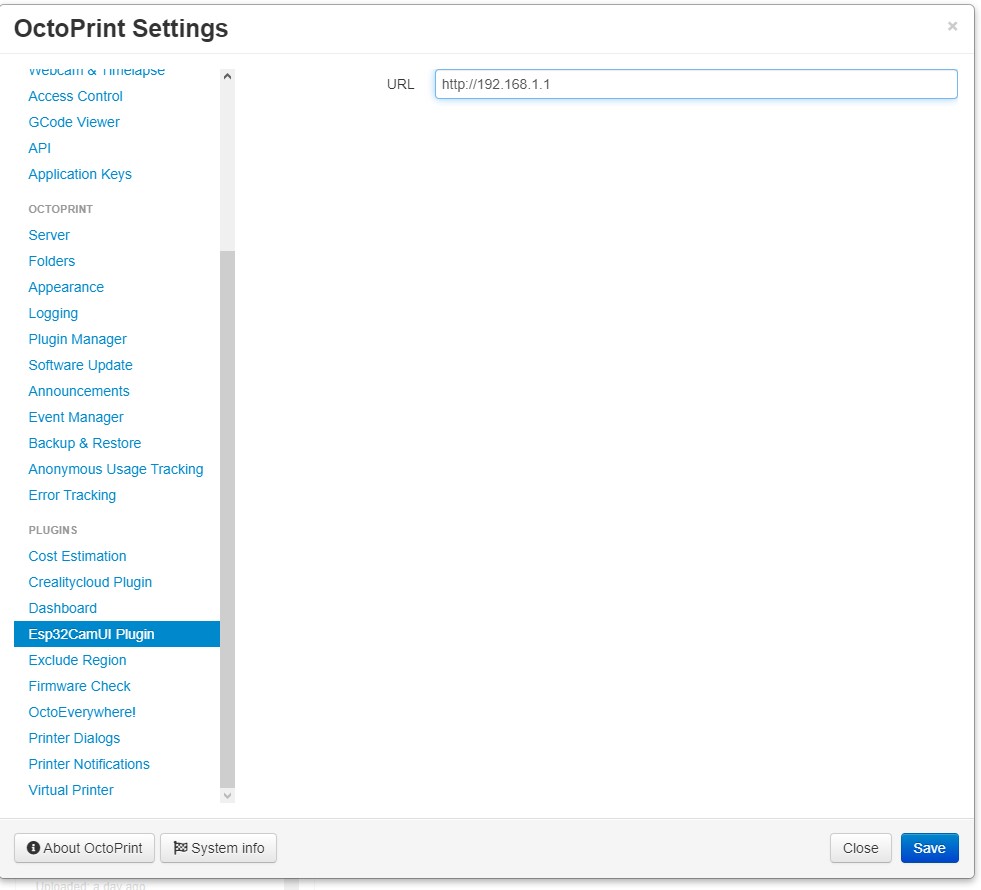 OctoPrint Settings
×
Webcam & Timelapse
Access Control
GCode Viewer
API
Application Keys
OCTOPRINT
Server
Folders
Appearance
Logging
Plugin Manager
Software Update
Announcements
Event Manager
Backup & Restore
Anonymous Usage Tracking
Error Tracking
PLUGINS
Cost Estimation
Crealitycloud Plugin
Dashboard
Esp32CamUI Plugin
Exclude Region
Firmware Check
OctoEverywhere!
Printer Dialogs
Printer Notifications
Virtual Printer
URL http://192.168.1.1
About OctoPrint System info Close Save
Uploaded: a day ago